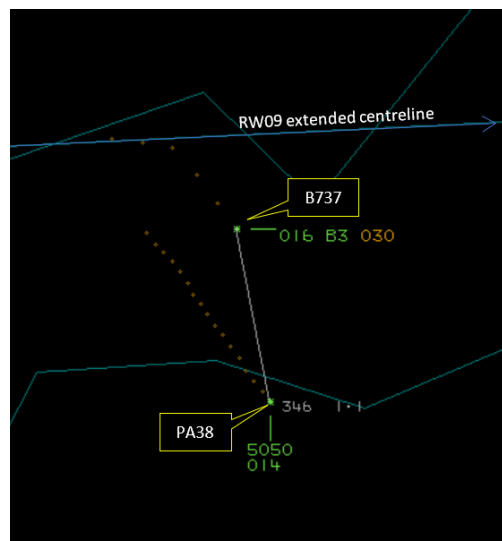 RW09 extended centreline
B737
016 B3 030
PA38
346 1·1
5050
014